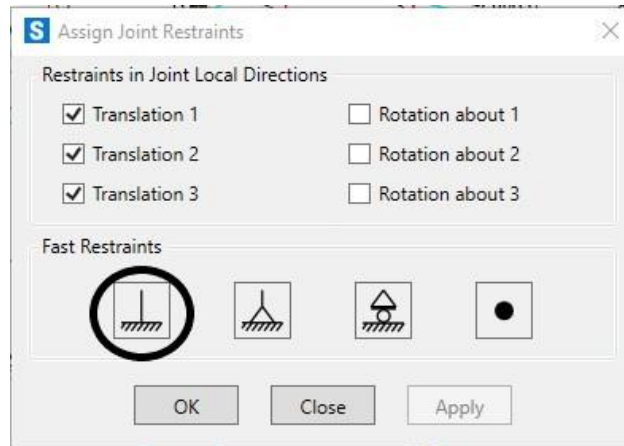 S Assign Joint Restraints
Restraints in Joint Local Directions
Translation 1 Rotation about 1
Translation 2 Rotation about 2
Translation 3 Rotation about 3
Fast Restraints
OK Close Apply